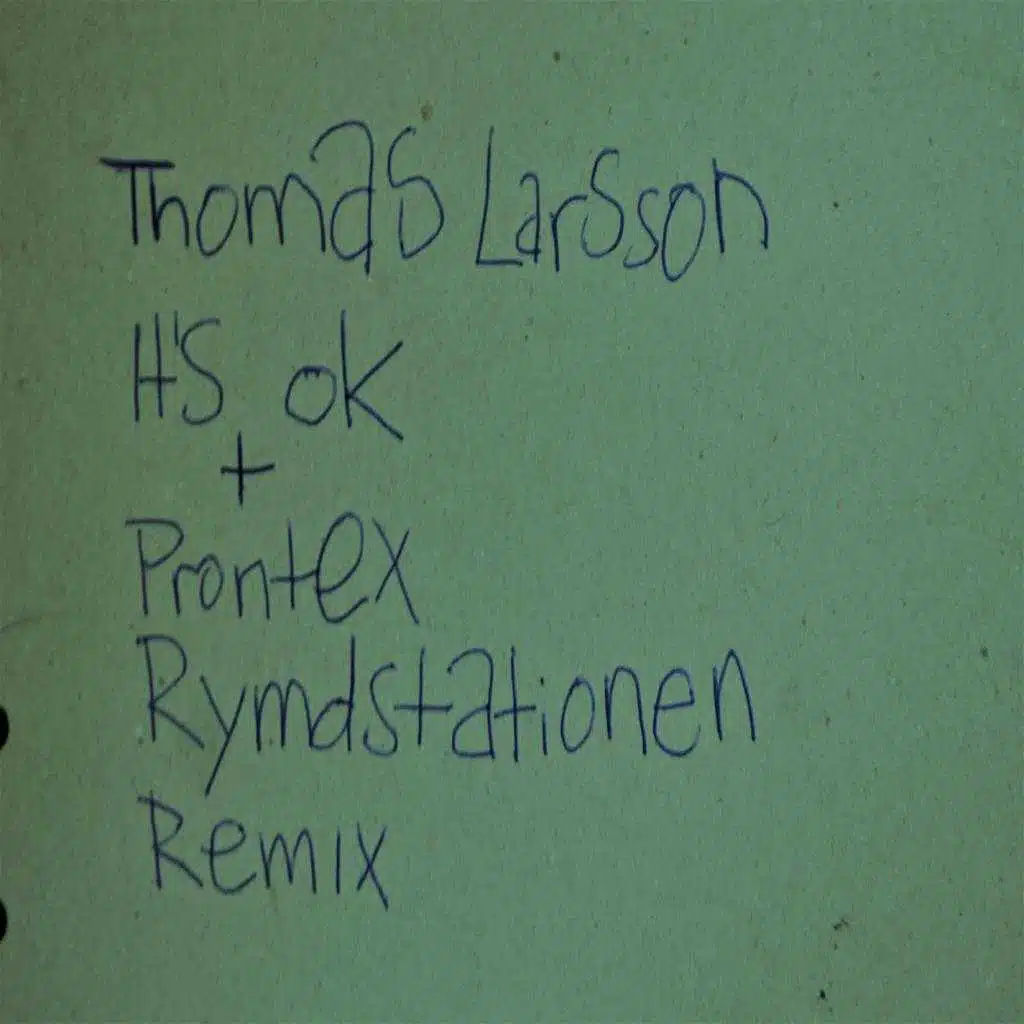 Thomas Larsson
It's ok
+
Prontex
Rymdstationen
Remix